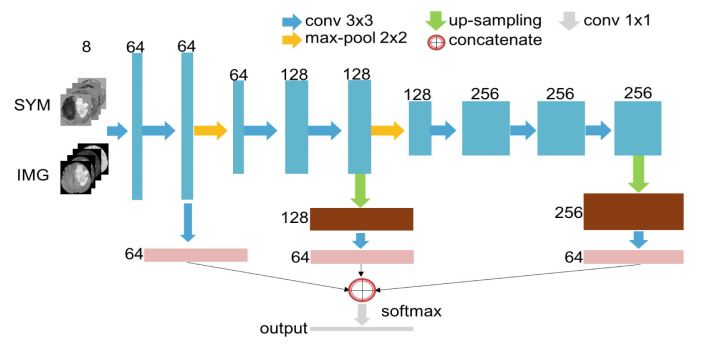 conv 3x3
up-sampling
conv 1x1
max-pool 2x2
concatenate
8
64
64
64
128
128
128
256
256
256
SYM
IMG
128
256
64
64
64
softmax
output